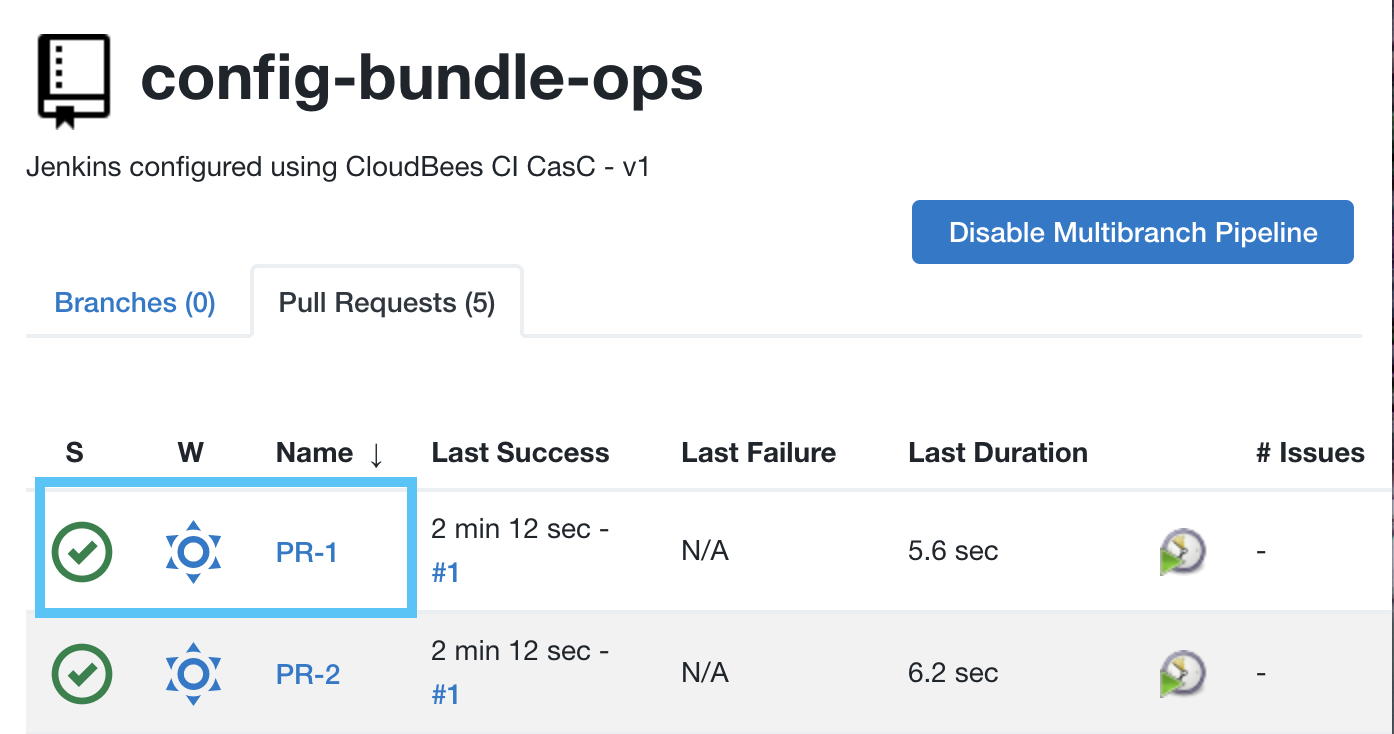 config-bundle-ops
Jenkins configured using CloudBees CI CasC - v1
Disable Multibranch Pipeline
Branches (0) Pull Requests (5)
S W Name ↓ Last Success Last Failure Last Duration # Issues
PR-1 2 min 12 sec - #1 N/A 5.6 sec -
PR-2 2 min 12 sec - #1 N/A 6.2 sec -